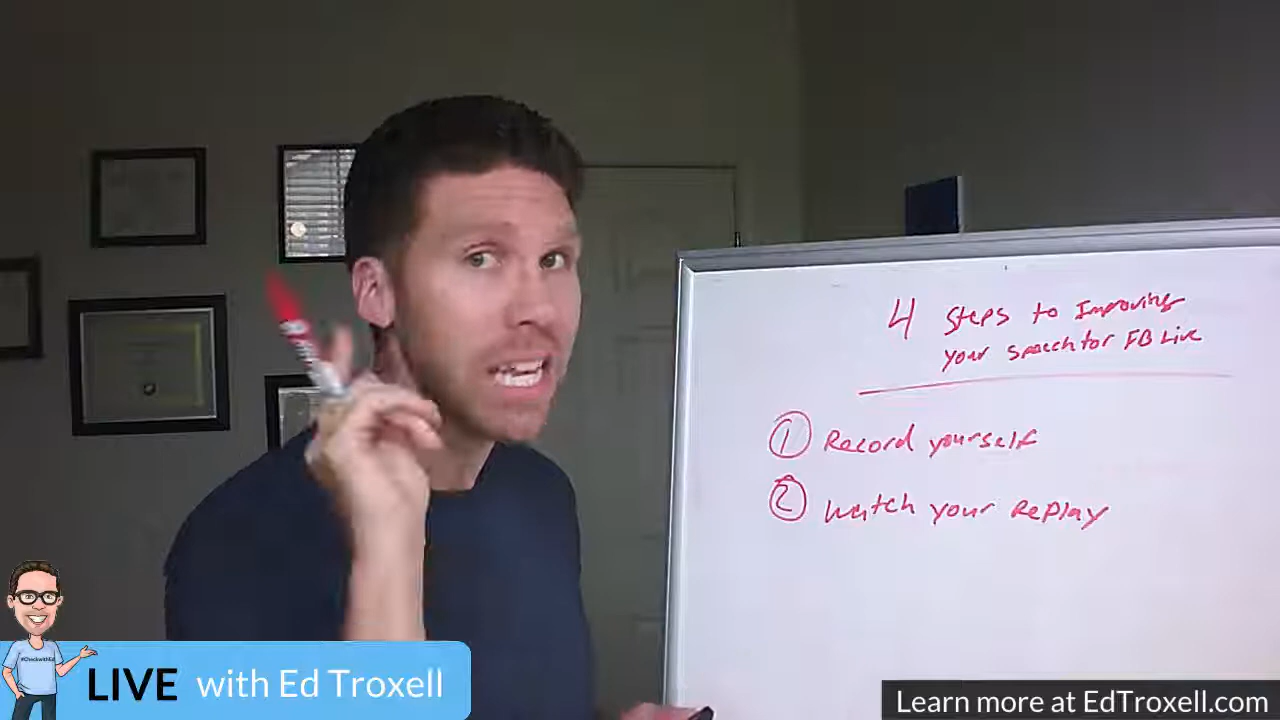 4 Steps to Improving
your speech for FB Live
① Record yourself
② Watch your Replay
#CheckwithEd
LIVE with Ed Troxell
Learn more at EdTroxell.com